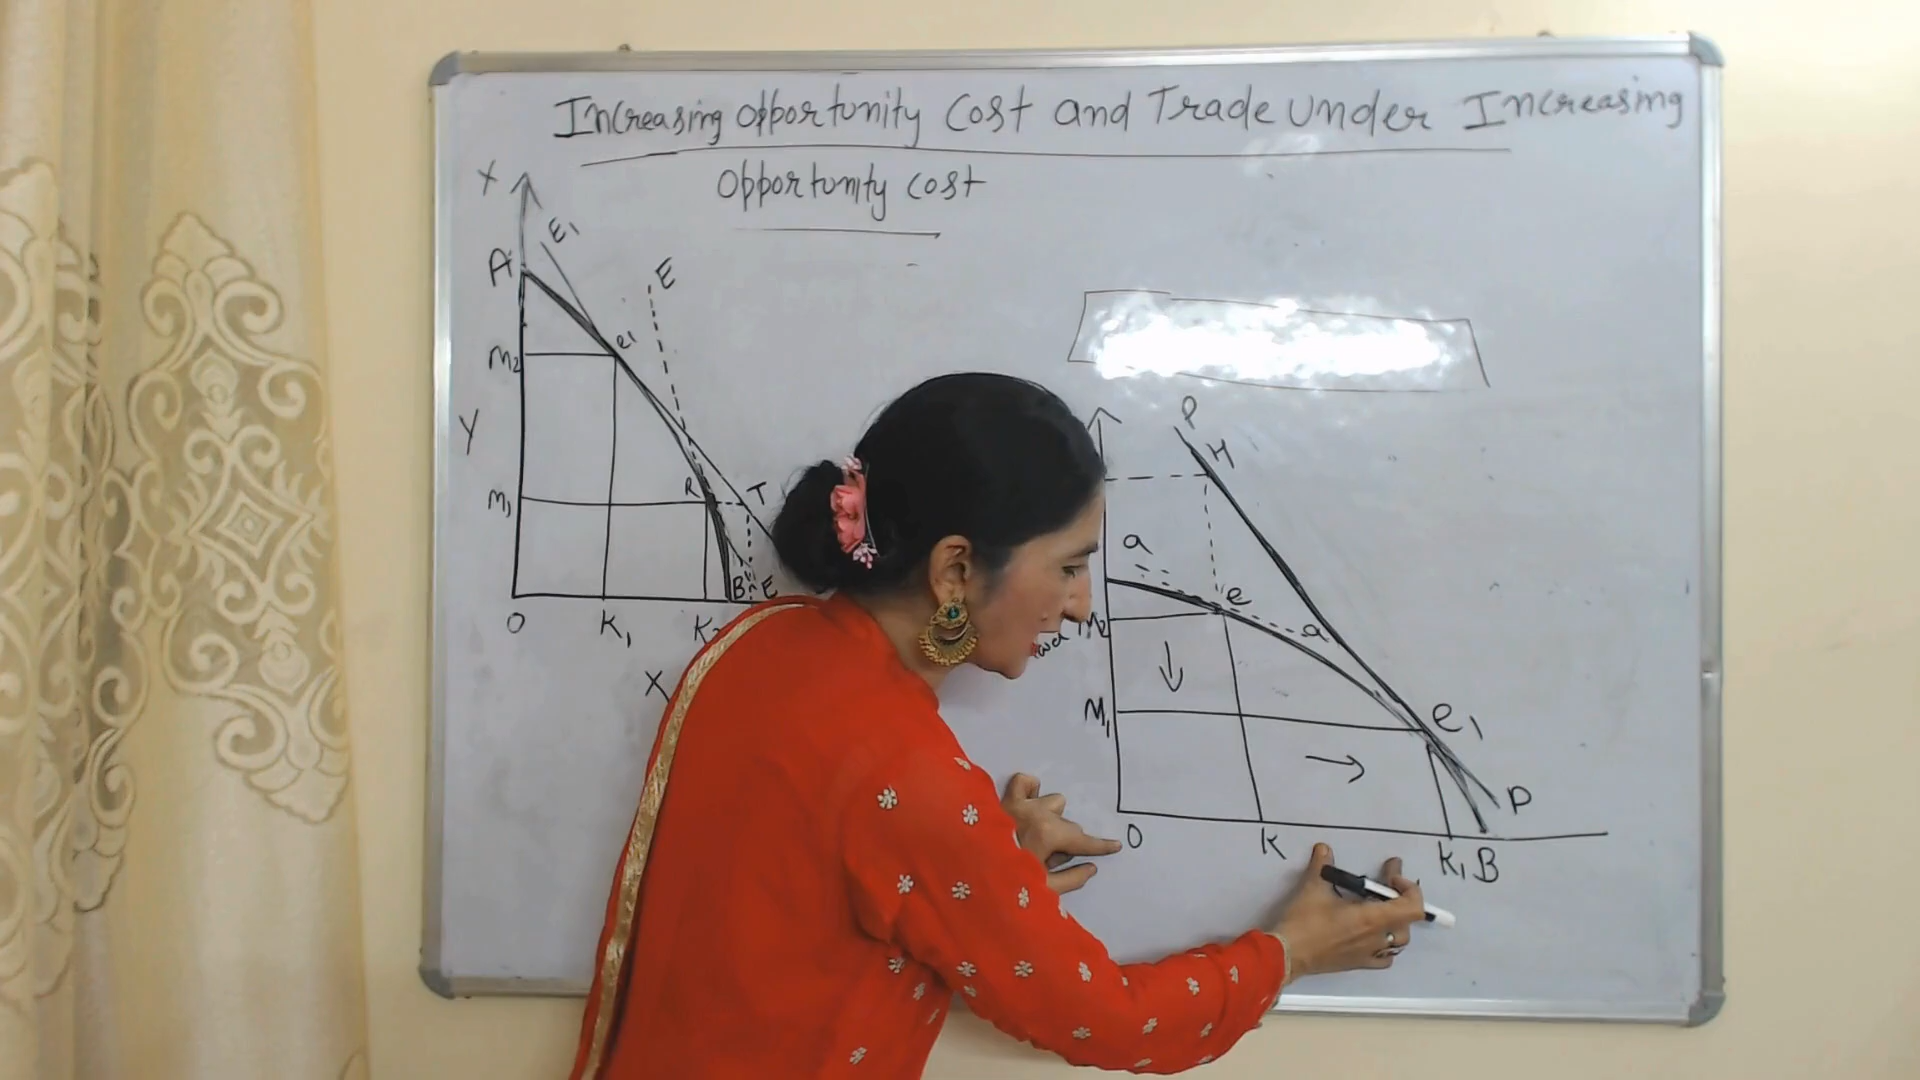 Increasing opportunity cost and Trade under Increasing
opportunity cost
X
E1
A
E
M2
e1
Y
M1
R
T
B
E
O
K1
K2
X
P
H
a
e
a
M2
M1
e1
P
O
K
K1 B